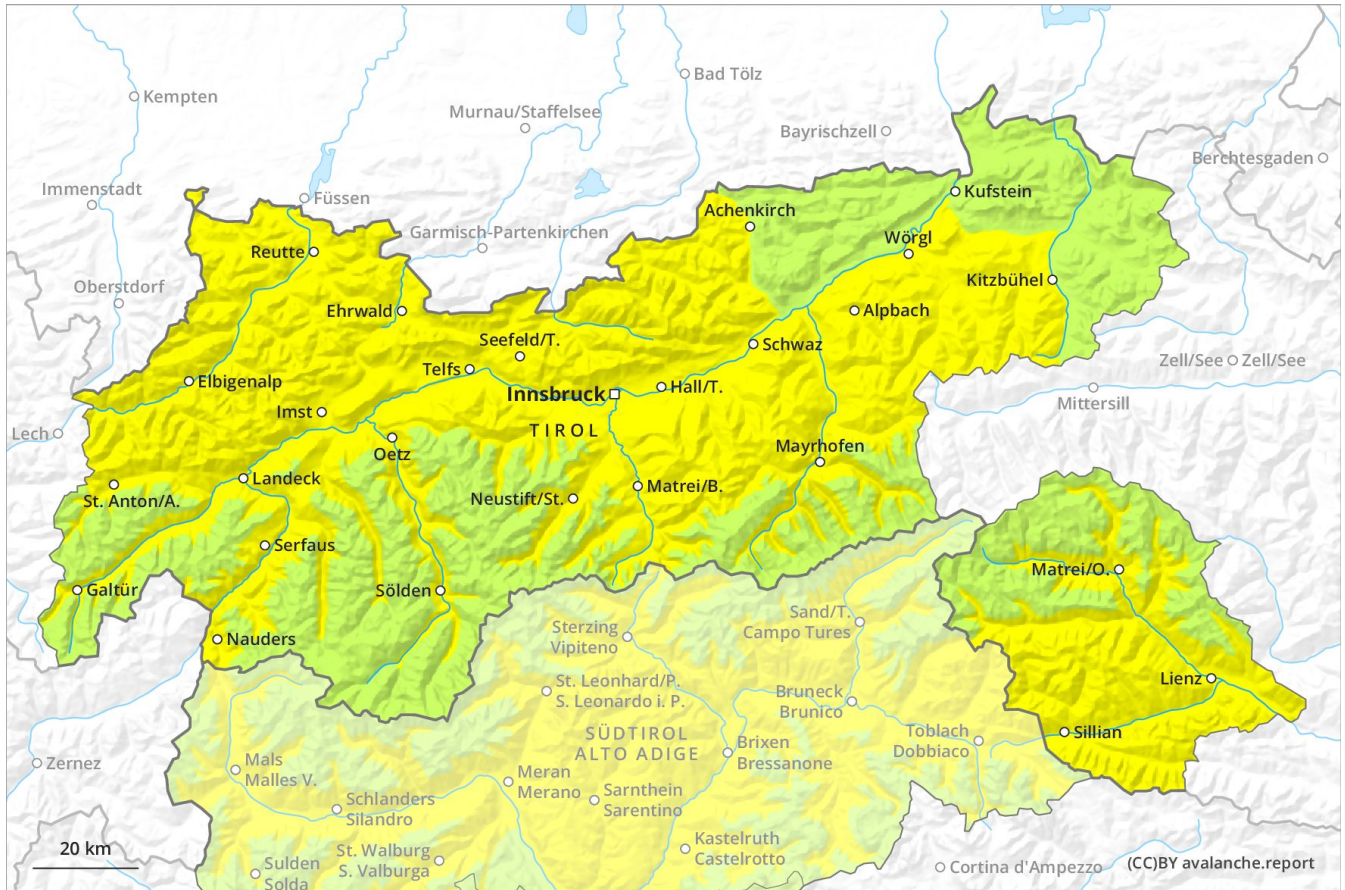 Bad Tölz
Kempten
Murnau/Staffelsee
Bayrischzell
Berchtesgaden
Immenstadt
Füssen
Kufstein
Achenkirch
Garmisch-Partenkirchen
Wörgl
Reutte
Oberstdorf
Kitzbühel
Ehrwald
Alpbach
Seefeld/T.
Schwaz
Zell/See
Zell/See
Telfs
Elbigenalp
Innsbruck
Hall/T.
Mittersill
Imst
Lech
TIROL
Oetz
Mayrhofen
Landeck
St. Anton/A.
Neustift/St.
Matrei/B.
Serfaus
Matrei/O.
Galtür
Sölden
Sand/T.
Campo Tures
Nauders
Sterzing
Vipiteno
St. Leonhard/P.
S. Leonardo i. P.
Bruneck
Brunico
Lienz
SÜDTIROL
ALTO ADIGE
Toblach
Dobbiaco
Sillian
Brixen
Bressanone
Zernez
Mals
Malles V.
Meran
Merano
Sarnthein
Sarentino
Schlanders
Silandro
Kastelruth
Castelrotto
20 km
St. Walburg
S. Valburga
Sulden
Solda
Cortina d'Ampezzo
(CC)BY avalanche.report